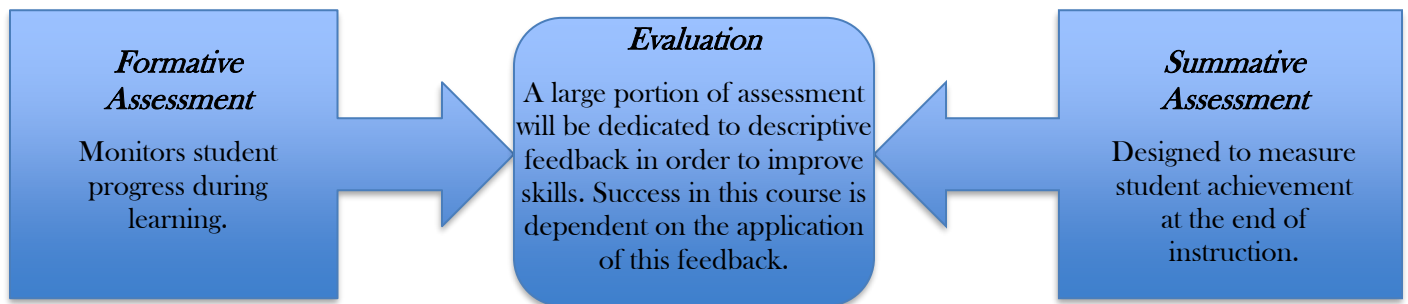 Formative
Assessment
Monitors student
progress during
learning.
Evaluation
A large portion of assessment
will be dedicated to descriptive
feedback in order to improve
skills. Success in this course is
dependent on the application
of this feedback.
Summative
Assessment
Designed to measure
student achievement
at the end of
instruction.